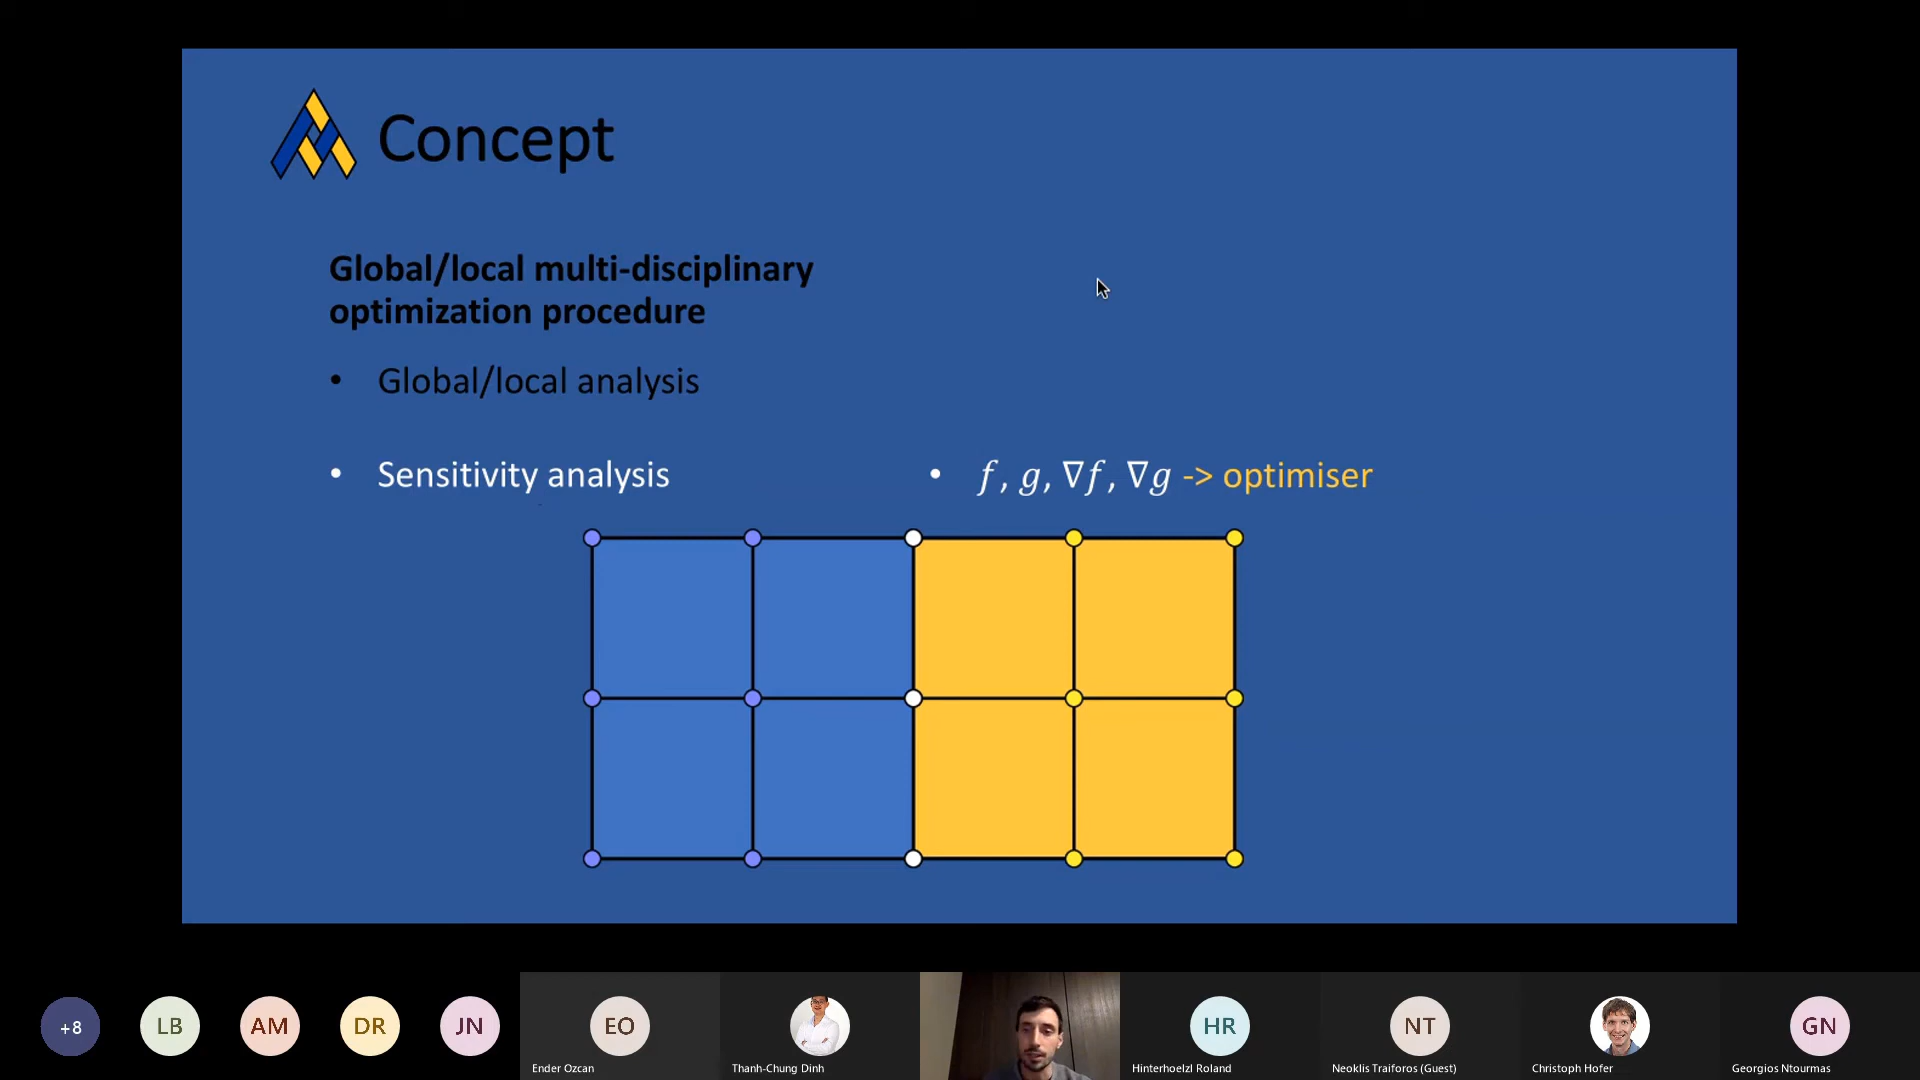 Concept
Global/local multi-disciplinary
optimization procedure
• Global/local analysis
• Sensitivity analysis
• f, g, ∇f, ∇g -> optimiser
+8
LB
AM
DR
JN
EO
Ender Ozcan
Thanh-Chung Dinh
HR
Hinterhoelzl Roland
NT
Neoklis Traiforos (Guest)
Christoph Hofer
GN
Georgios Ntourmas